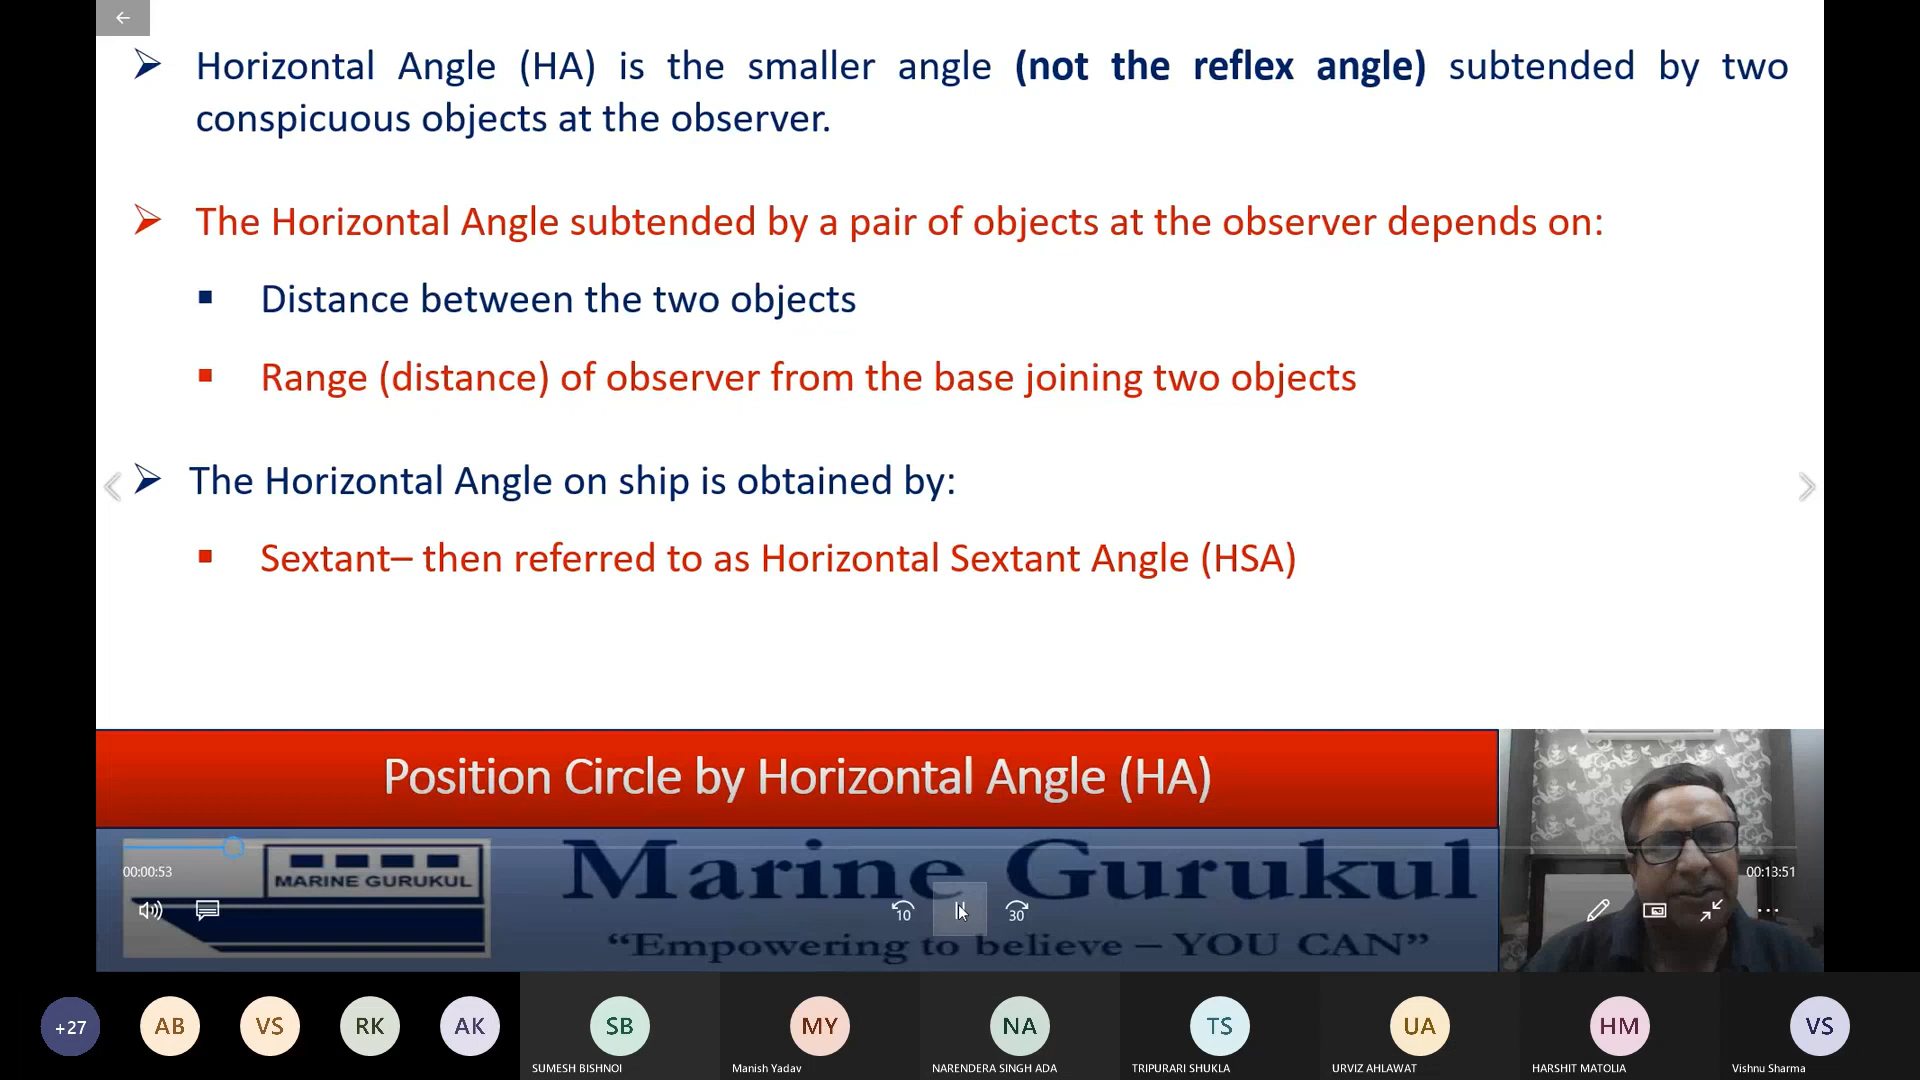 Horizontal Angle (HA) is the smaller angle (not the reflex angle) subtended by two
conspicuous objects at the observer.
The Horizontal Angle subtended by a pair of objects at the observer depends on:
Distance between the two objects
Range (distance) of observer from the base joining two objects
The Horizontal Angle on ship is obtained by:
Sextant– then referred to as Horizontal Sextant Angle (HSA)
Position Circle by Horizontal Angle (HA)
MARINE GURUKUL
Marine Gurukul
“Empowering to believe – YOU CAN”
00:00:53
00:13:51
10
30
+27
AB
VS
RK
AK
SB
MY
NA
TS
UA
HM
VS
SUMESH BISHNOI
Manish Yadav
NARENDERA SINGH ADA
TRIPURARI SHUKLA
URVIZ AHLAWAT
HARSHIT MATOLIA
Vishnu Sharma